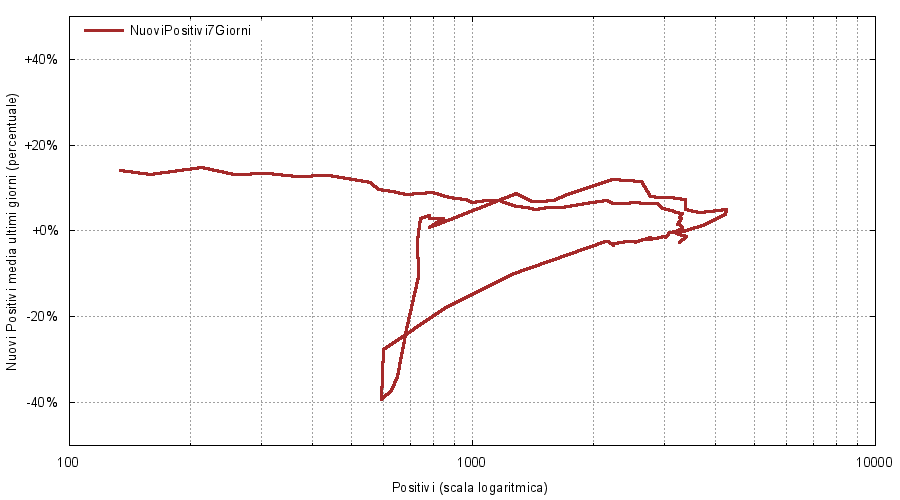 NuoviPositivi7Giorni
+40%
+20%
+0%
-20%
-40%
Nuovi Positivi media ultimi giorni (percentuale)
100 1000 10000
Positivi (scala logaritmica)